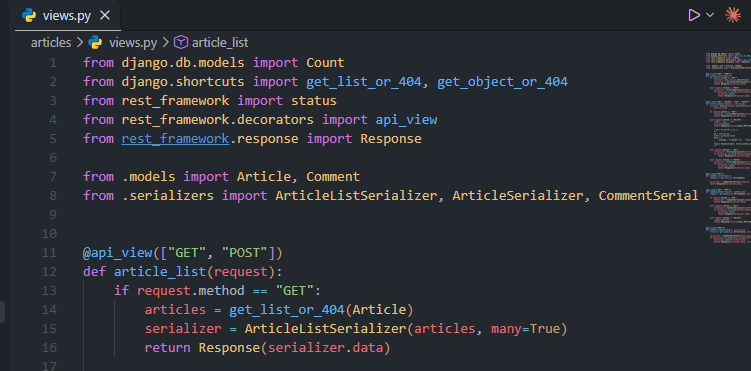 views.py
articles > views.py > article_list
1 from django.db.models import Count
2 from django.shortcuts import get_list_or_404, get_object_or_404
3 from rest_framework import status
4 from rest_framework.decorators import api_view
5 from rest_framework.response import Response
6
7 from .models import Article, Comment
8 from .serializers import ArticleListSerializer, ArticleSerializer, CommentSerial
9
10
11 @api_view(["GET", "POST"])
12 def article_list(request):
13     if request.method == "GET":
14         articles = get_list_or_404(Article)
15         serializer = ArticleListSerializer(articles, many=True)
16         return Response(serializer.data)
17